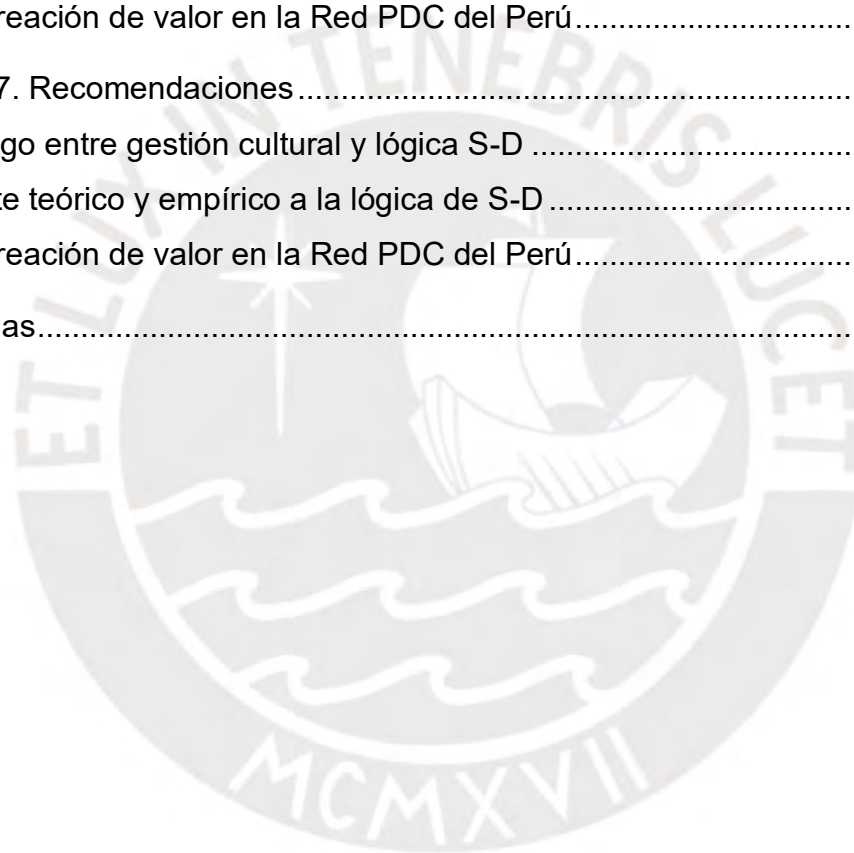 reación de valor en la Red PDC del Perú..............................
7. Recomendaciones..............................................................
go entre gestión cultural y lógica S-D ....................................
te teórico y empírico a la lógica de S-D ..................................
reación de valor en la Red PDC del Perú..............................
as...........................................................................................
ET LUX IN TENEBRIS LUCET
MCMXVII